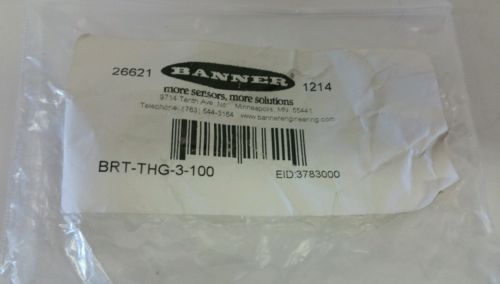 26621 BANNER 1214
more sensors, more solutions
9714 Tenth Ave. No. Minneapolis, MN 55441
Telephone: (763) 544-3164 www.bannerengineering.com
BRT-THG-3-100 EID:3783000